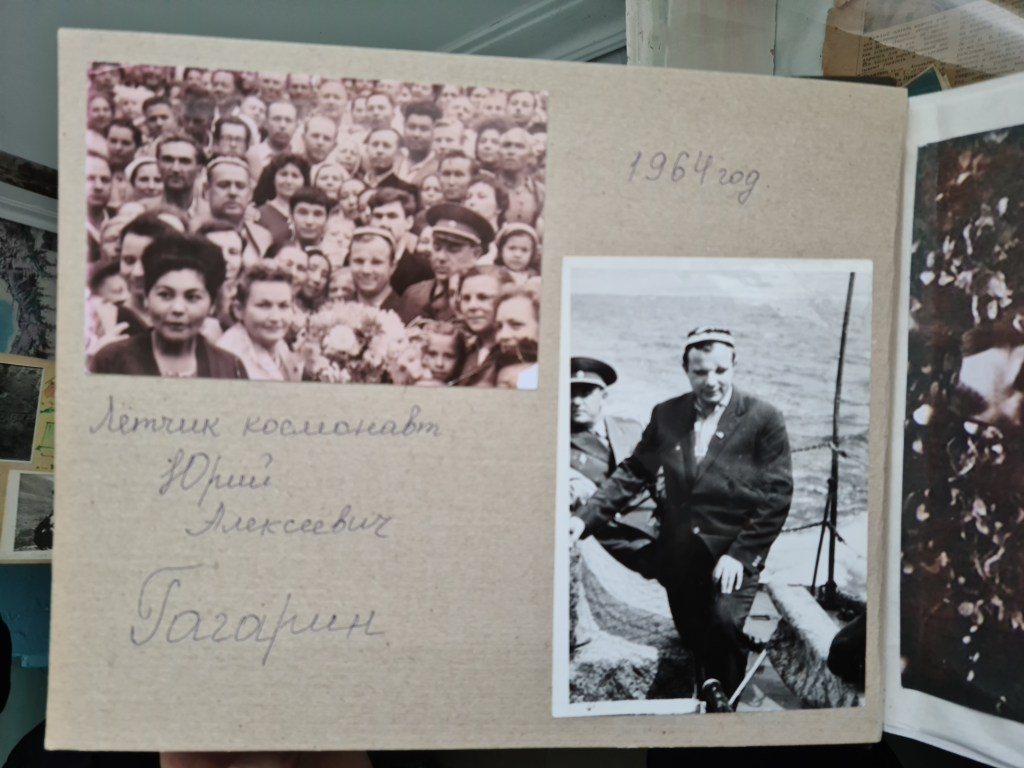 1964 год.
Лётчик космонавт
Юрий
Алексеевич
Гагарин